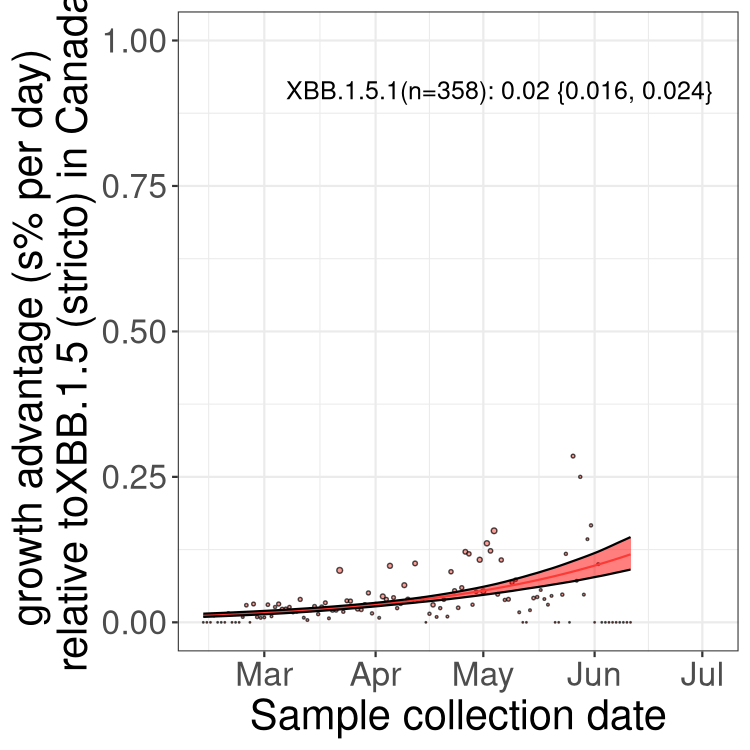 growth advantage (s% per day)
relative toXBB.1.5 (stricto) in Canada
1.00
0.75
0.50
0.25
0.00
XBB.1.5.1(n=358): 0.02 {0.016, 0.024}
Mar Apr May Jun Jul
Sample collection date